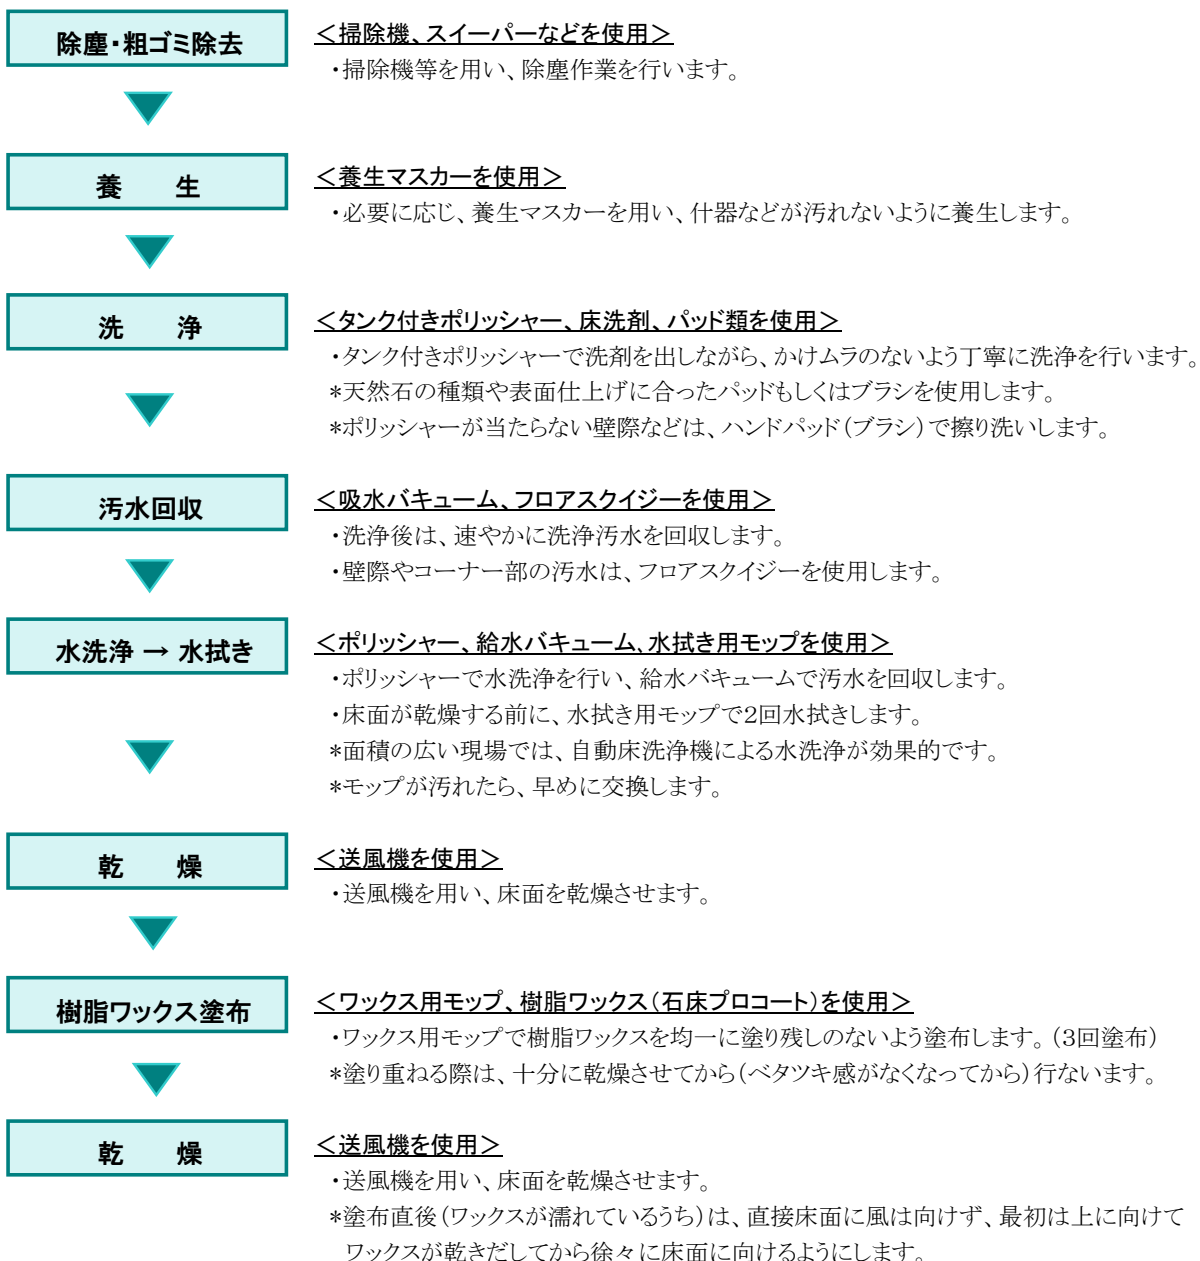 除塵・粗ゴミ除去
＜掃除機、スイーパーなどを使用＞
・掃除機等を用い、除塵作業を行います。
養　生
＜養生マスカーを使用＞
・必要に応じ、養生マスカーを用い、什器などが汚れないように養生します。
洗　浄
＜タンク付きポリッシャー、床洗剤、パッド類を使用＞
・タンク付きポリッシャーで洗剤を出しながら、かけムラのないよう丁寧に洗浄を行います。
*天然石の種類や表面仕上げに合ったパッドもしくはブラシを使用します。
*ポリッシャーが当たらない壁際などは、ハンドパッド（ブラシ）で擦り洗いします。
汚水回収
＜吸水バキューム、フロアスクイジーを使用＞
・洗浄後は、速やかに洗浄汚水を回収します。
・壁際やコーナー部の汚水は、フロアスクイジーを使用します。
水洗浄 → 水拭き
＜ポリッシャー、給水バキューム、水拭き用モップを使用＞
・ポリッシャーで水洗浄を行い、給水バキュームで汚水を回収します。
・床面が乾燥する前に、水拭き用モップで2回水拭きします。
*面積の広い現場では、自動床洗浄機による水洗浄が効果的です。
*モップが汚れたら、早めに交換します。
乾　燥
＜送風機を使用＞
・送風機を用い、床面を乾燥させます。
樹脂ワックス塗布
＜ワックス用モップ、樹脂ワックス（石床プロコート）を使用＞
・ワックス用モップで樹脂ワックスを均一に塗り残しのないよう塗布します。（3回塗布）
*塗り重ねる際は、十分に乾燥させてから（ベタツキ感がなくなってから）行ないます。
乾　燥
＜送風機を使用＞
・送風機を用い、床面を乾燥させます。
*塗布直後（ワックスが濡れているうち）は、直接床面に風は向けず、最初は上に向けて
ワックスが乾きだしてから徐々に床面に向けるようにします。